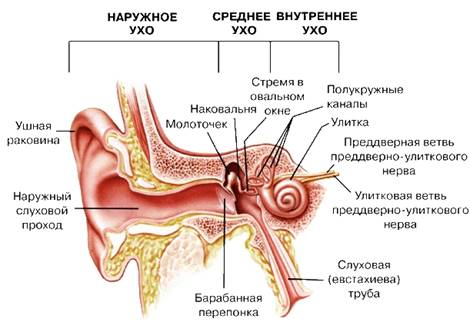 НАРУЖНОЕ
УХО
СРЕДНЕЕ
УХО
ВНУТРЕННЕЕ
УХО
Стремя в
овальном
окне
Полукружные
каналы
Наковальня
Молоточек
Улитка
Ушная
раковина
Преддверная ветвь
преддверно-улиткового
нерва
Наружный
слуховой
проход
Улитковая ветвь
преддверно-улиткового
нерва
Слуховая
(евстахиева)
труба
Барабанная
перепонка